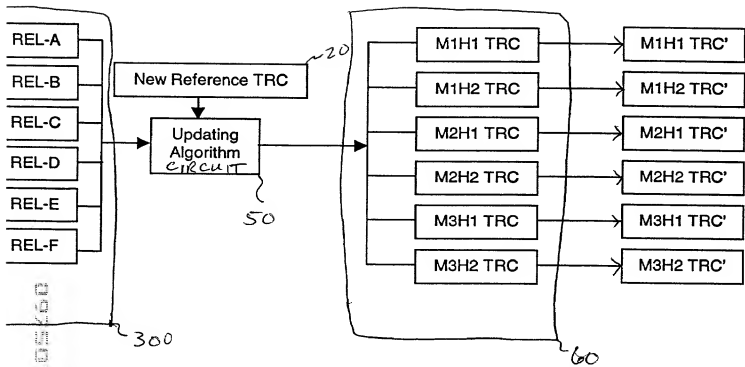 REL-A
REL-B
REL-C
REL-D
REL-E
REL-F
300
New Reference TRC
20
Updating
Algorithm
CIRCUIT
50
M1H1 TRC
M1H2 TRC
M2H1 TRC
M2H2 TRC
M3H1 TRC
M3H2 TRC
60
M1H1 TRC'
M1H2 TRC'
M2H1 TRC'
M2H2 TRC'
M3H1 TRC'
M3H2 TRC'